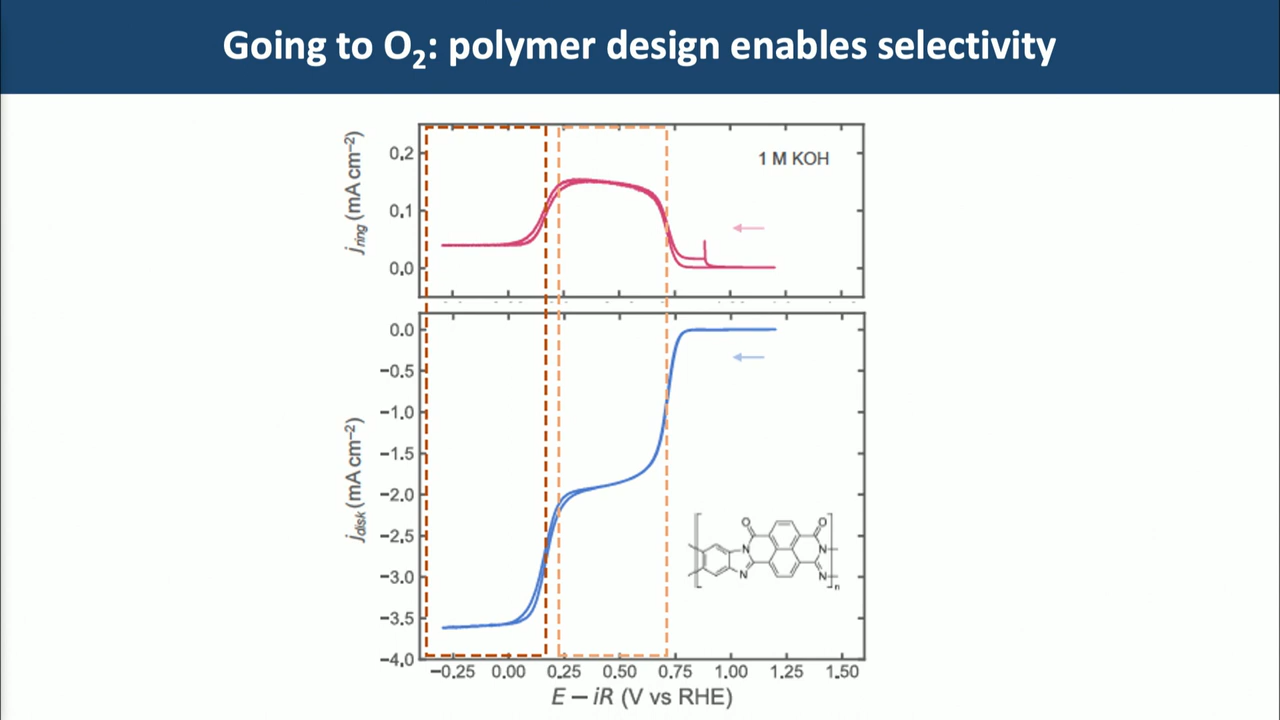 Going to O₂: polymer design enables selectivity
0.2
0.1
0.0
j_ring (mA cm⁻²)
1 M KOH
0.0
−0.5
−1.0
−1.5
−2.0
−2.5
−3.0
−3.5
−4.0
j_disk (mA cm⁻²)
O O
N N
N N
n
−0.25 0.00 0.25 0.50 0.75 1.00 1.25 1.50
E − iR (V vs RHE)